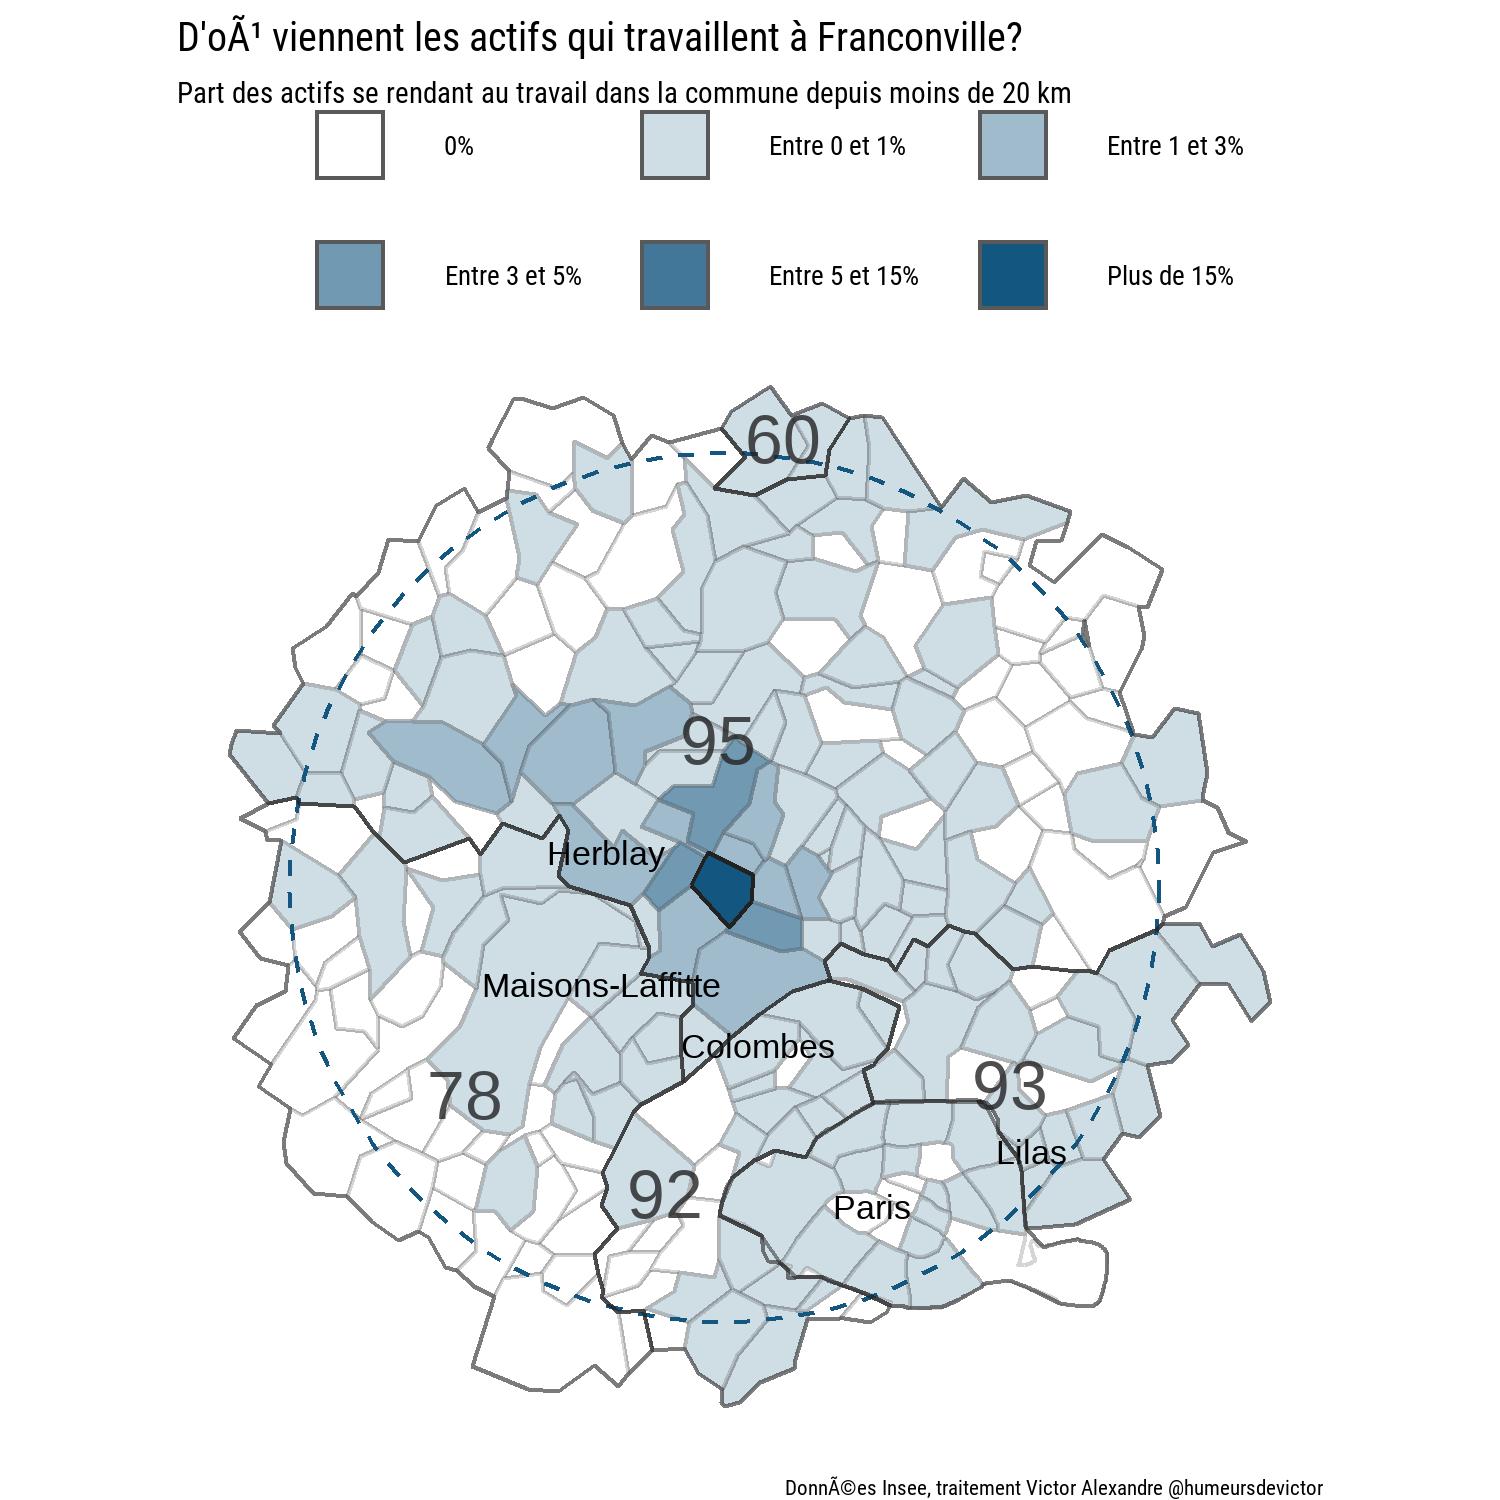 D'oÃ¹ viennent les actifs qui travaillent à Franconville?
Part des actifs se rendant au travail dans la commune depuis moins de 20 km
0%
Entre 0 et 1%
Entre 1 et 3%
Entre 3 et 5%
Entre 5 et 15%
Plus de 15%
60
95
Herblay
Maisons-Laffitte
Colombes
78
93
Lilas
92
Paris
DonnÃ©es Insee, traitement Victor Alexandre @humeursdevictor